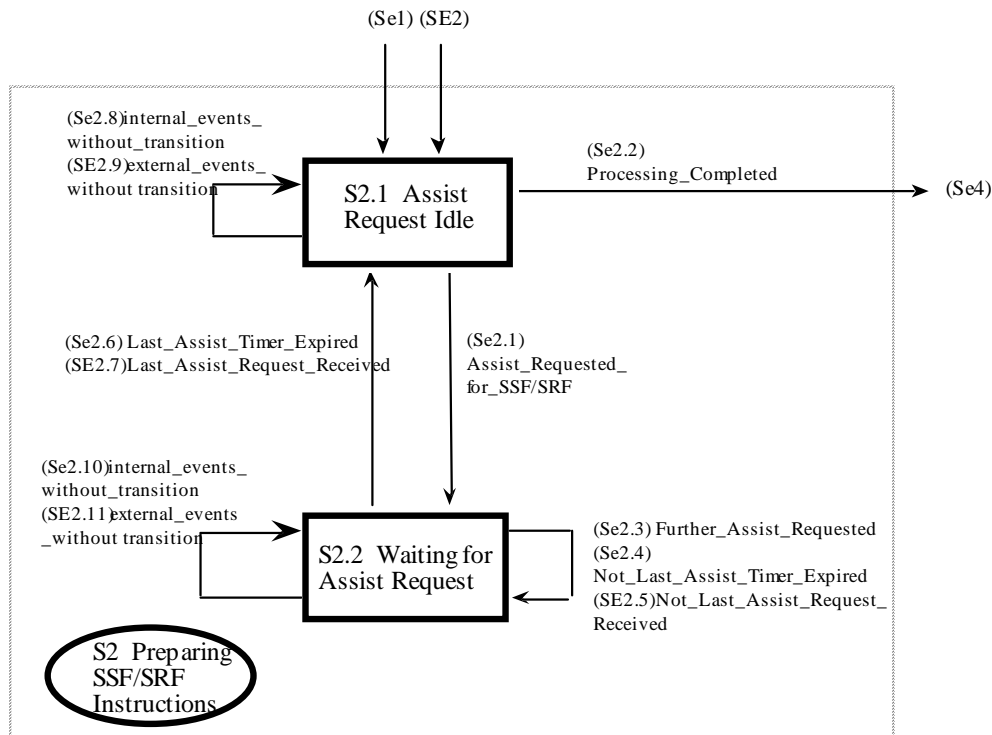 (Se1) (SE2)
(Se2.8)internal_events_
without_transition
(SE2.9)external_events_
without transition
(Se2.2)
Processing_Completed
(Se4)
S2.1 Assist
Request Idle
(Se2.6) Last_Assist_Timer_Expired
(SE2.7)Last_Assist_Request_Received
(Se2.1)
Assist_Requested_
for_SSF/SRF
(Se2.10)internal_events_
without_transition
(SE2.11)external_events
_without transition
S2.2 Waiting for
Assist Request
(Se2.3) Further_Assist_Requested
(Se2.4)
Not_Last_Assist_Timer_Expired
(SE2.5)Not_Last_Assist_Request_
Received
S2 Preparing
SSF/SRF
Instructions